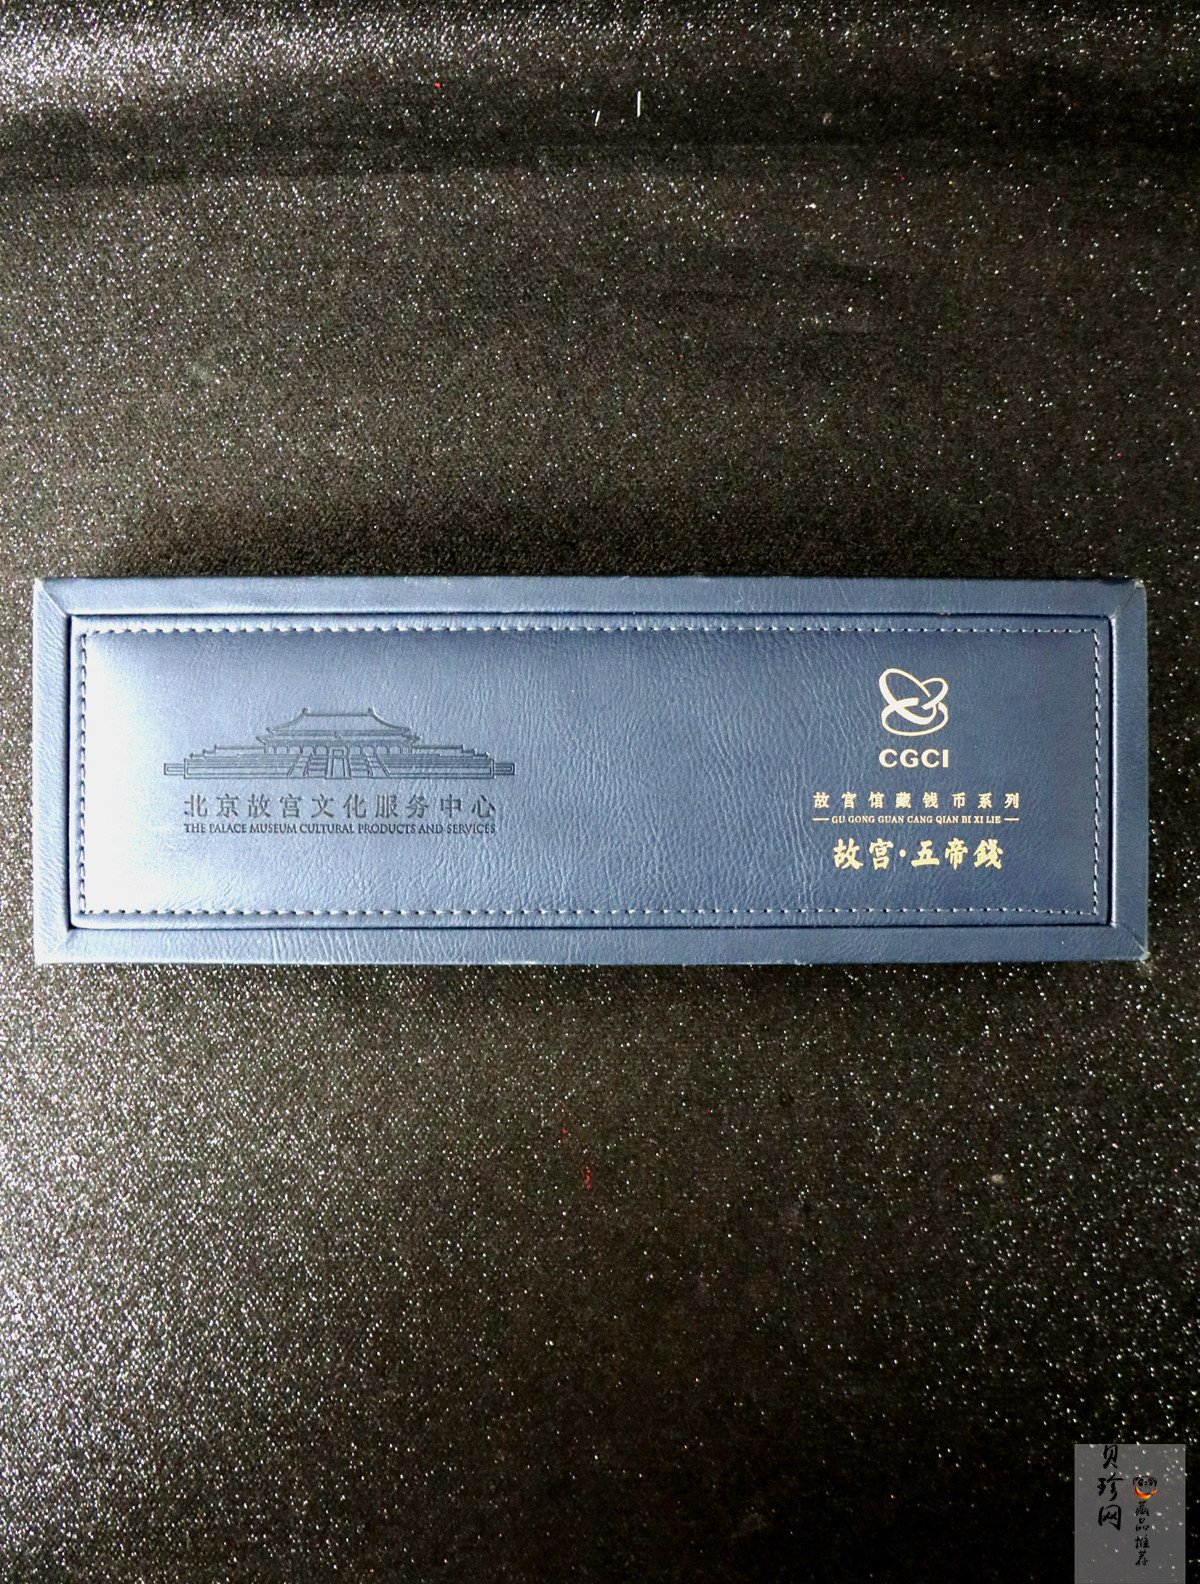 北京故宫文化服务中心
THE PALACE MUSEUM CULTURAL PRODUCTS AND SERVICES
CGCI
故宫馆藏钱币系列
GU GONG GUAN CANG QIAN BI XI LIE
故宫·五帝錢
贝珍网
藏品推荐